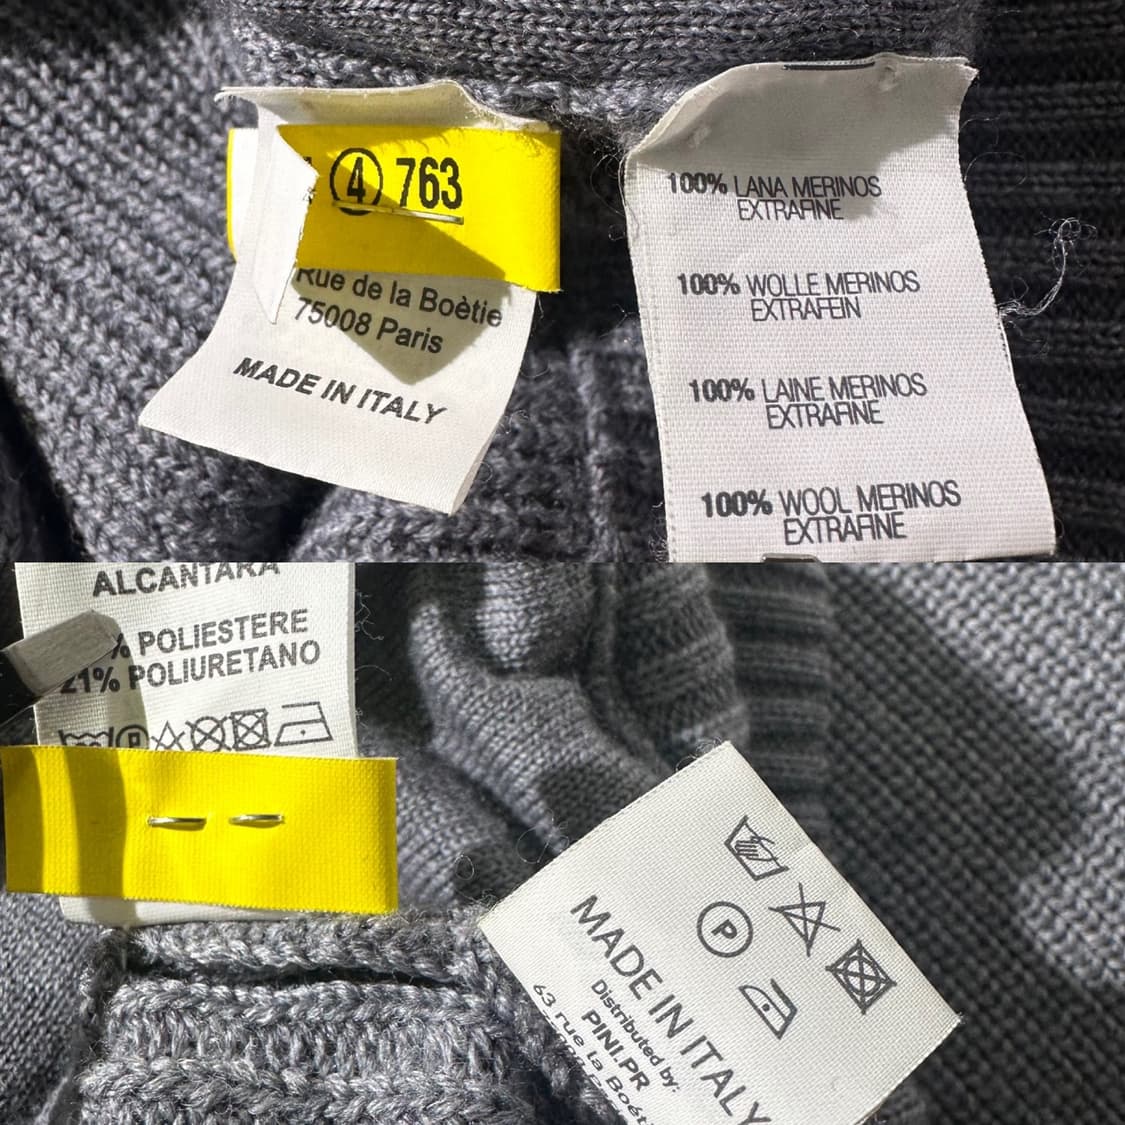 4 763
Rue de la Boètie
75008 Paris
MADE IN ITALY
100% LANA MERINOS
EXTRAFINE
100% WOLLE MERINOS
EXTRAFEIN
100% LAINE MERINOS
EXTRAFINE
100% WOOL MERINOS
EXTRAFINE
ALCANTARA
% POLIESTERE
21% POLIURETANO
P
P
MADE IN ITALY
Distributed by:
PINI.PR
63 rue la Boét